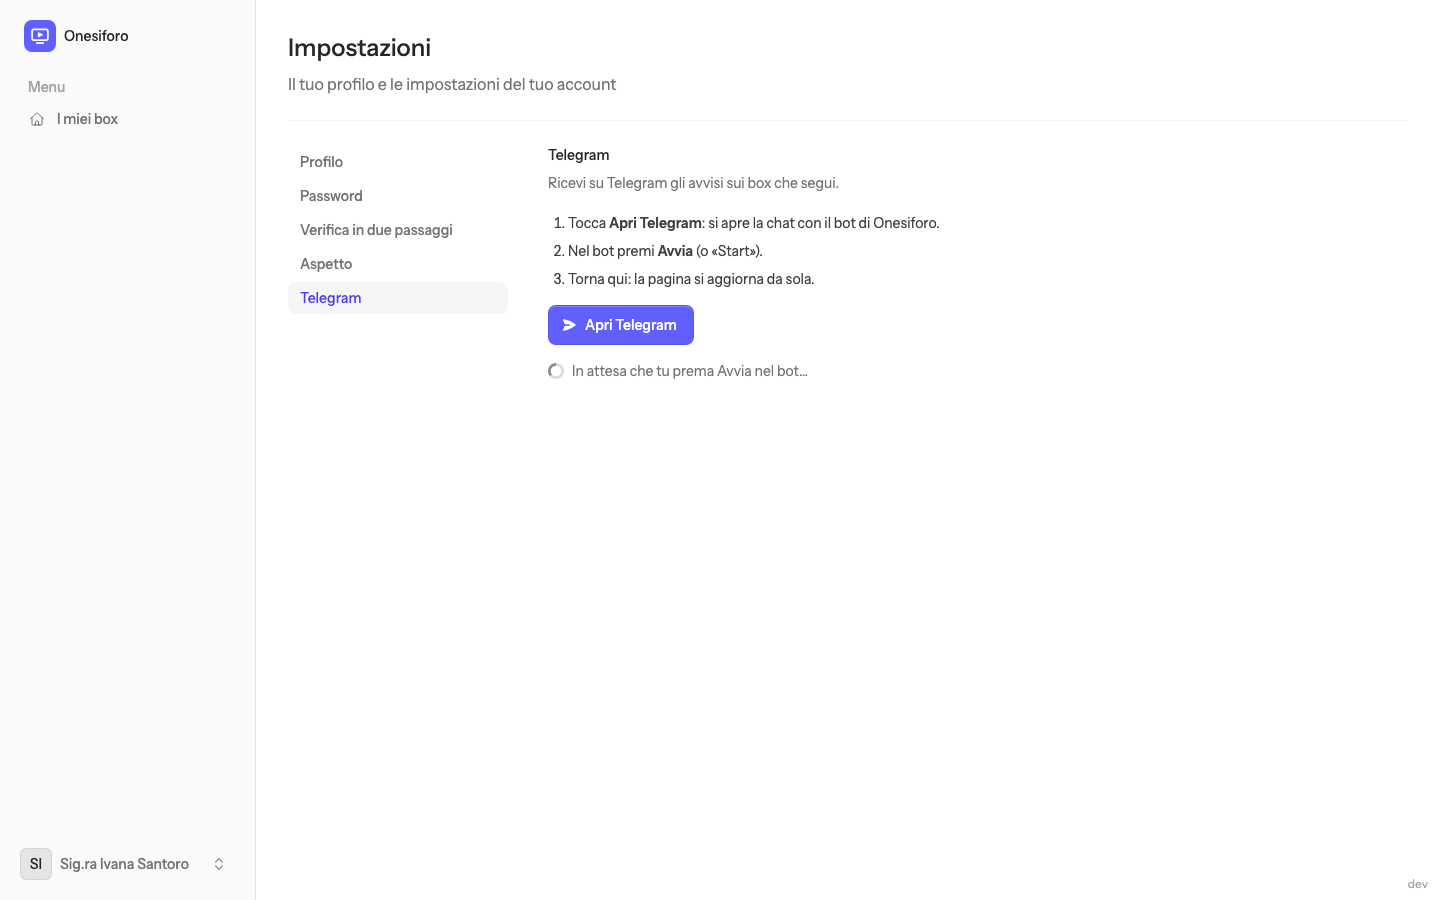 Onesiforo
Menu
I miei box
Impostazioni
Il tuo profilo e le impostazioni del tuo account
Profilo
Password
Verifica in due passaggi
Aspetto
Telegram
Telegram
Ricevi su Telegram gli avvisi sui box che segui.
1. Tocca Apri Telegram: si apre la chat con il bot di Onesiforo.
2. Nel bot premi Avvia (o «Start»).
3. Torna qui: la pagina si aggiorna da sola.
Apri Telegram
In attesa che tu prema Avvia nel bot…
SI
Sig.ra Ivana Santoro
dev